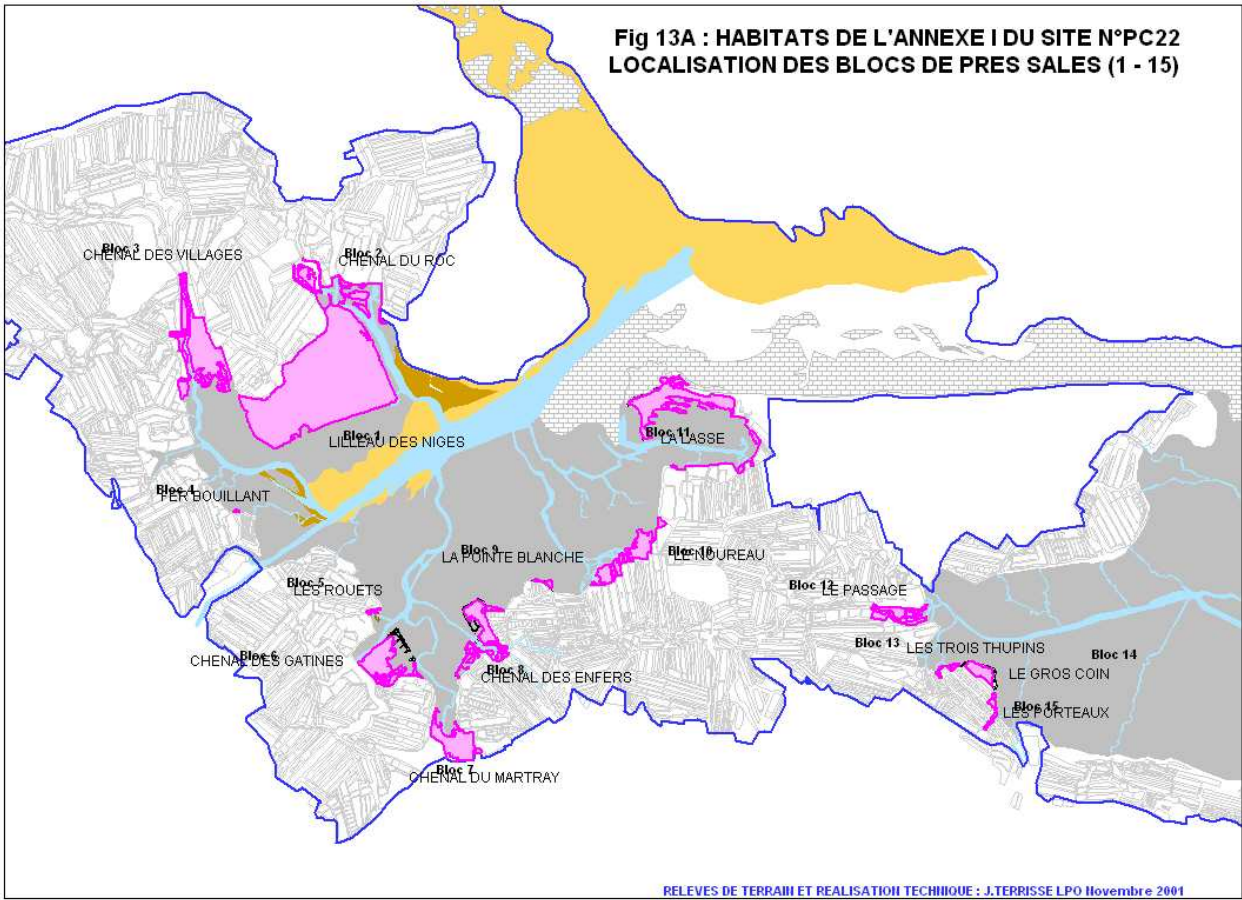 Fig 13A : HABITATS DE L'ANNEXE I DU SITE N°PC22
LOCALISATION DES BLOCS DE PRES SALES (1 - 15)
Bloc 3
CHENAL DES VILLAGES
Bloc 2
CHENAL DU ROC
Bloc 1
LILLEAU DES NIGES
Bloc 11
LA LASSE
Bloc 4
FER BOUILLANT
Bloc 9
LA POINTE BLANCHE
Bloc 10
LE NOUREAU
Bloc 5
LES ROUETS
Bloc 12
LE PASSAGE
Bloc 13
LES TROIS THUPINS
Bloc 14
Bloc 6
CHENAL DES GATINES
Bloc 8
CHENAL DES ENFERS
LE GROS COIN
Bloc 15
LES PORTEAUX
Bloc 7
CHENAL DU MARTRAY
RELEVES DE TERRAIN ET REALISATION TECHNIQUE : J.TERRISSE LPO Novembre 2001